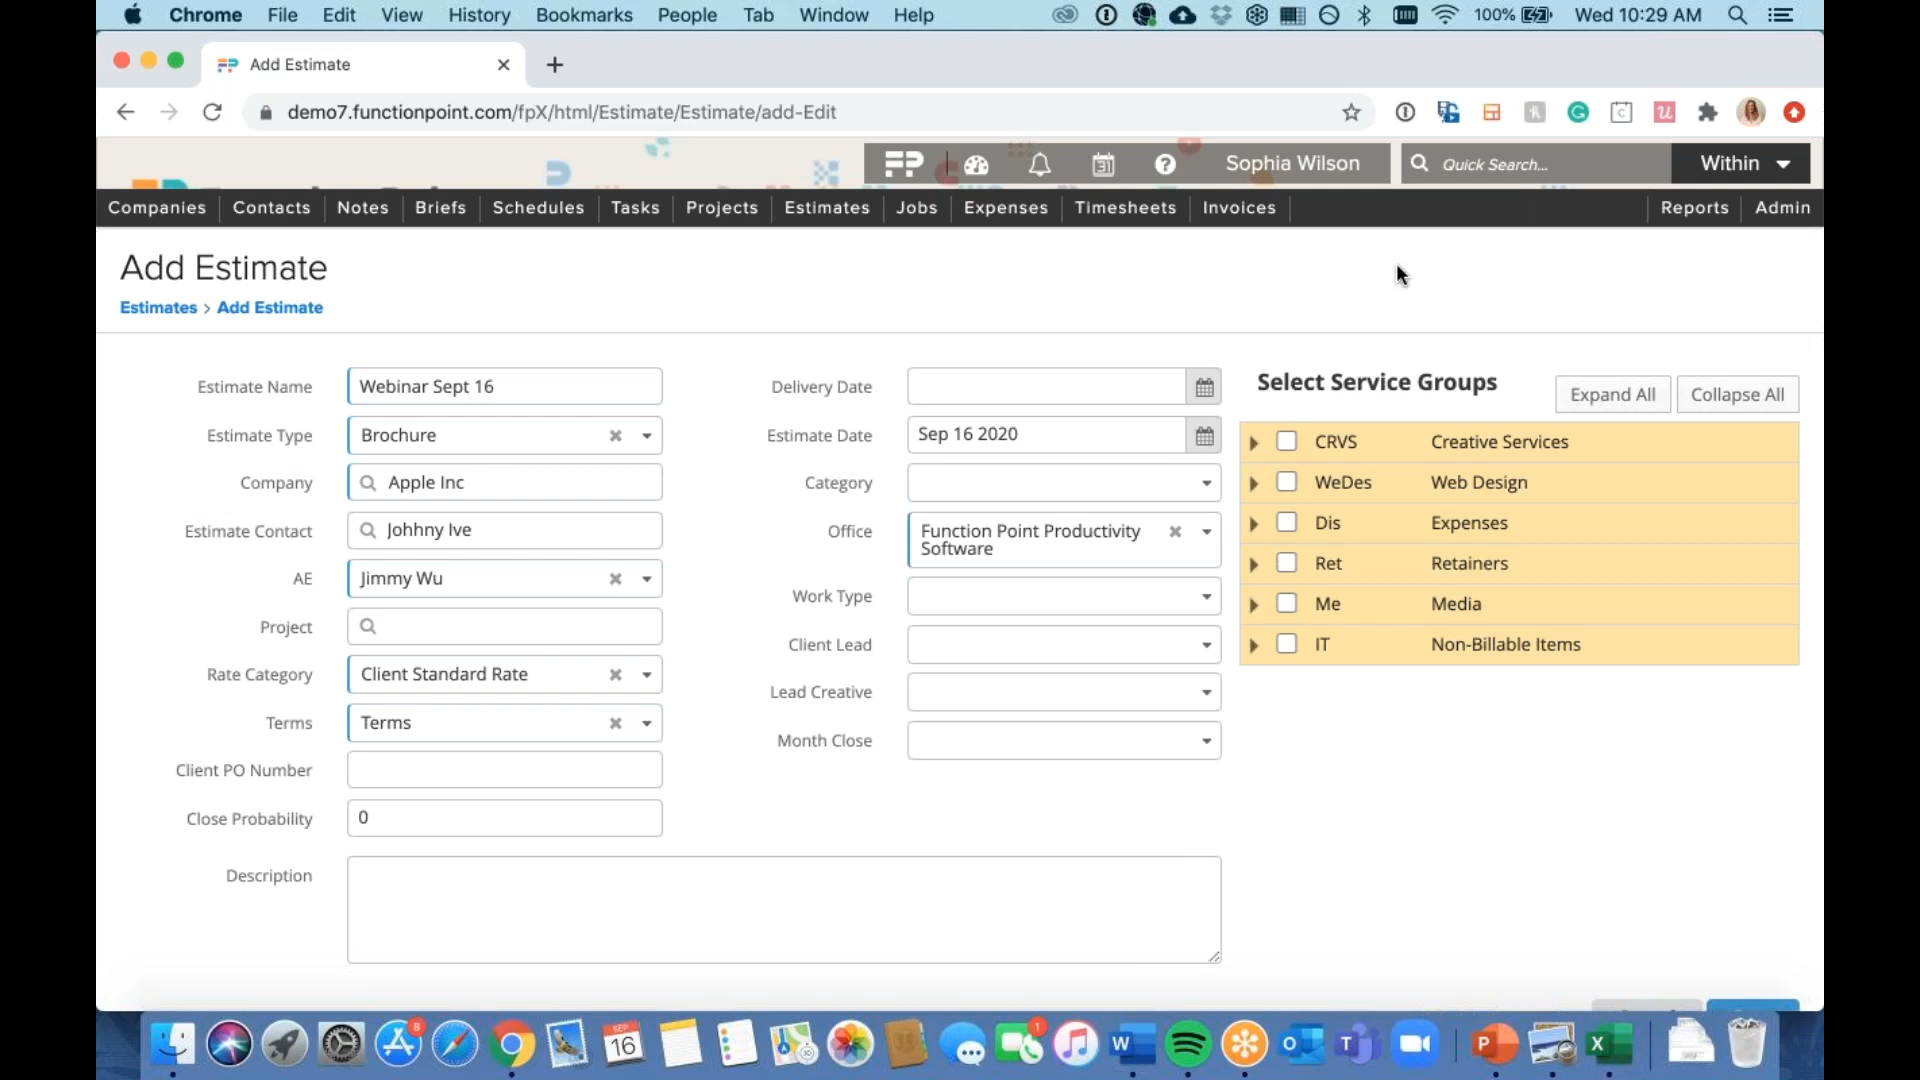 Chrome File Edit View History Bookmarks People Tab Window Help 100% Wed 10:29 AM
Add Estimate
demo7.functionpoint.com/fpX/html/Estimate/Estimate/add-Edit
FP 31 Sophia Wilson Quick Search... Within
Companies Contacts Notes Briefs Schedules Tasks Projects Estimates Jobs Expenses Timesheets Invoices Reports Admin
Add Estimate
Estimates > Add Estimate
Estimate Name Webinar Sept 16
Estimate Type Brochure
Company Apple Inc
Estimate Contact Johhny Ive
AE Jimmy Wu
Project
Rate Category Client Standard Rate
Terms Terms
Client PO Number
Close Probability 0
Description
Delivery Date
Estimate Date Sep 16 2020
Category
Office Function Point Productivity
Software
Work Type
Client Lead
Lead Creative
Month Close
Select Service Groups Expand All Collapse All
CRVS Creative Services
WeDes Web Design
Dis Expenses
Ret Retainers
Me Media
IT Non-Billable Items
8 SEP 16 1 W O T P X